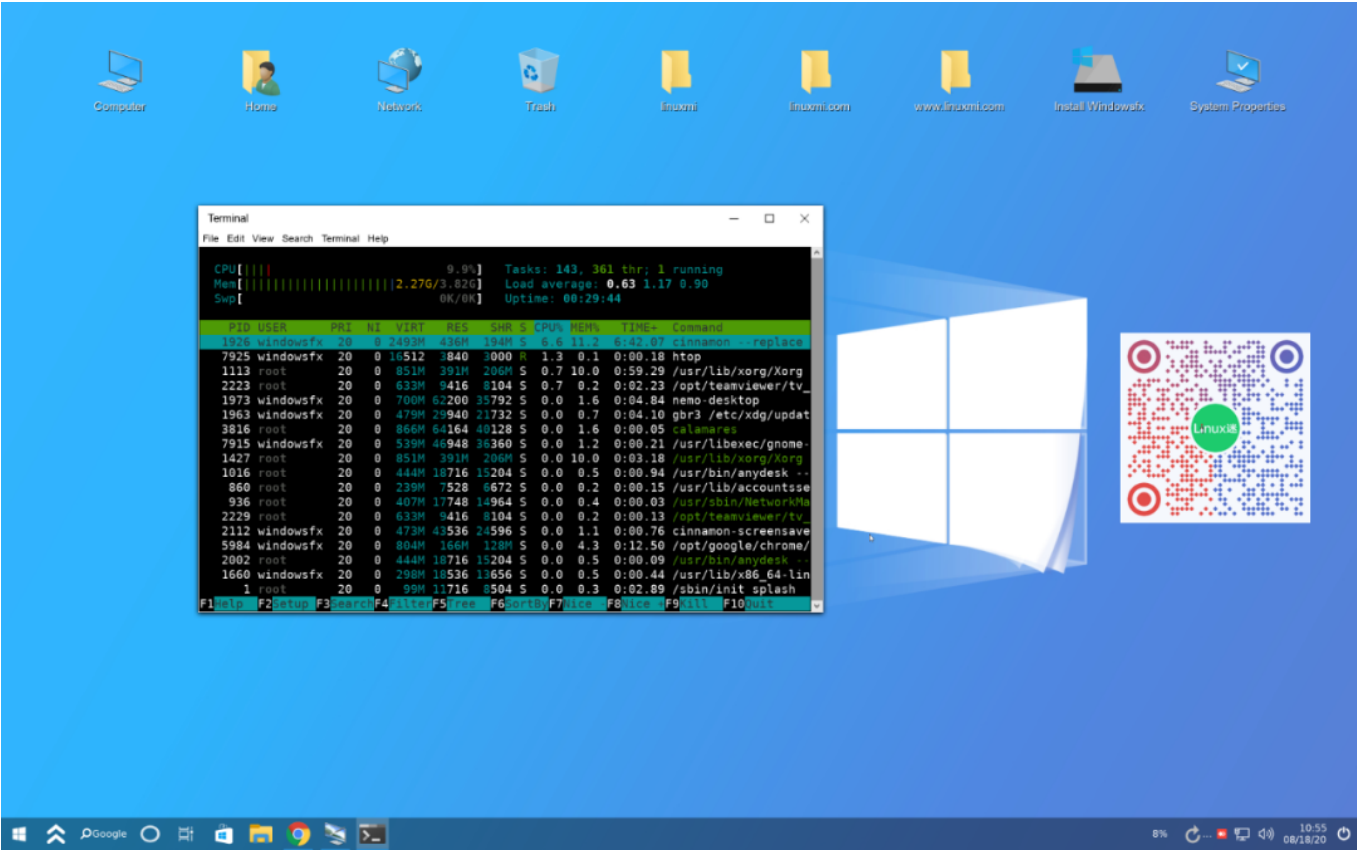 Computer
Home
Network
Trash
linuxmi
linuxmi.com
www.linuxmi.com
Install Windowsfx
System Properties
Terminal
File Edit View Search Terminal Help
CPU[|||| 9.9%] Tasks: 143, 361 thr; 1 running
Mem[|||||||||||||||||||||2.27G/3.82G] Load average: 0.63 1.17 0.90
Swp[ 0K/0K] Uptime: 00:29:44
PID USER PRI NI VIRT RES SHR S CPU% MEM% TIME+ Command
1926 windowsfx 20 0 2493M 436M 194M S 6.6 11.2 6:42.07 cinnamon --replace
7925 windowsfx 20 0 16512 3840 3000 R 1.3 0.1 0:00.18 htop
1113 root 20 0 851M 391M 206M S 0.7 10.0 0:59.29 /usr/lib/xorg/Xorg
2223 root 20 0 633M 9416 8104 S 0.7 0.2 0:02.23 /opt/teamviewer/tv_
1973 windowsfx 20 0 700M 62200 35792 S 0.0 1.6 0:04.84 nemo-desktop
1963 windowsfx 20 0 479M 29940 21732 S 0.0 0.7 0:04.10 gbr3 /etc/xdg/updat
3816 root 20 0 866M 64164 40128 S 0.0 1.6 0:00.05 calamares
7915 windowsfx 20 0 539M 46948 36360 S 0.0 1.2 0:00.21 /usr/libexec/gnome-
1427 root 20 0 851M 391M 206M S 0.0 10.0 0:03.18 /usr/lib/xorg/Xorg
1016 root 20 0 444M 18716 15204 S 0.0 0.5 0:00.94 /usr/bin/anydesk --
860 root 20 0 239M 7528 6672 S 0.0 0.2 0:00.15 /usr/lib/accountsse
936 root 20 0 407M 17748 14964 S 0.0 0.4 0:00.03 /usr/sbin/NetworkMa
2229 root 20 0 633M 9416 8104 S 0.0 0.2 0:00.13 /opt/teamviewer/tv_
2112 windowsfx 20 0 473M 43536 24596 S 0.0 1.1 0:00.76 cinnamon-screensave
5984 windowsfx 20 0 804M 166M 128M S 0.0 4.3 0:12.50 /opt/google/chrome/
2002 root 20 0 444M 18716 15204 S 0.0 0.5 0:00.09 /usr/bin/anydesk --
1660 windowsfx 20 0 298M 18536 13656 S 0.0 0.5 0:00.44 /usr/lib/x86_64-lin
1 root 20 0 99M 11716 8504 S 0.0 0.3 0:02.89 /sbin/init splash
F1Help F2Setup F3SearchF4FilterF5Tree F6SortByF7Nice -F8Nice +F9Kill F10Quit
Linux迷
Google
8%
10:55
08/18/20